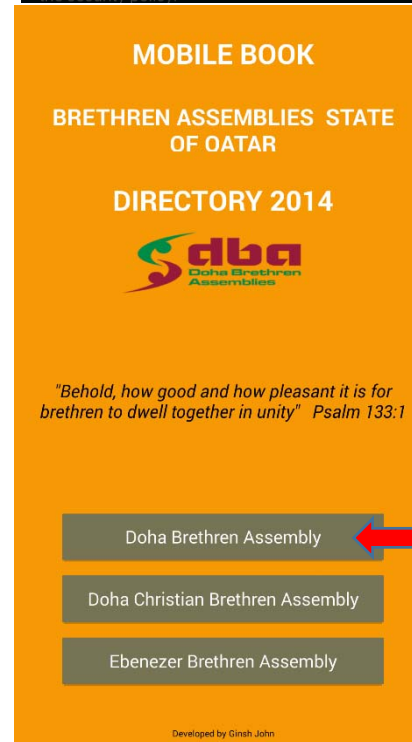 MOBILE BOOK
BRETHREN ASSEMBLIES STATE
OF QATAR
DIRECTORY 2014
dba
Doha Brethren
Assemblies
"Behold, how good and how pleasant it is for
brethren to dwell together in unity" Psalm 133:1
Doha Brethren Assembly
Doha Christian Brethren Assembly
Ebenezer Brethren Assembly
Developed by Ginsh John